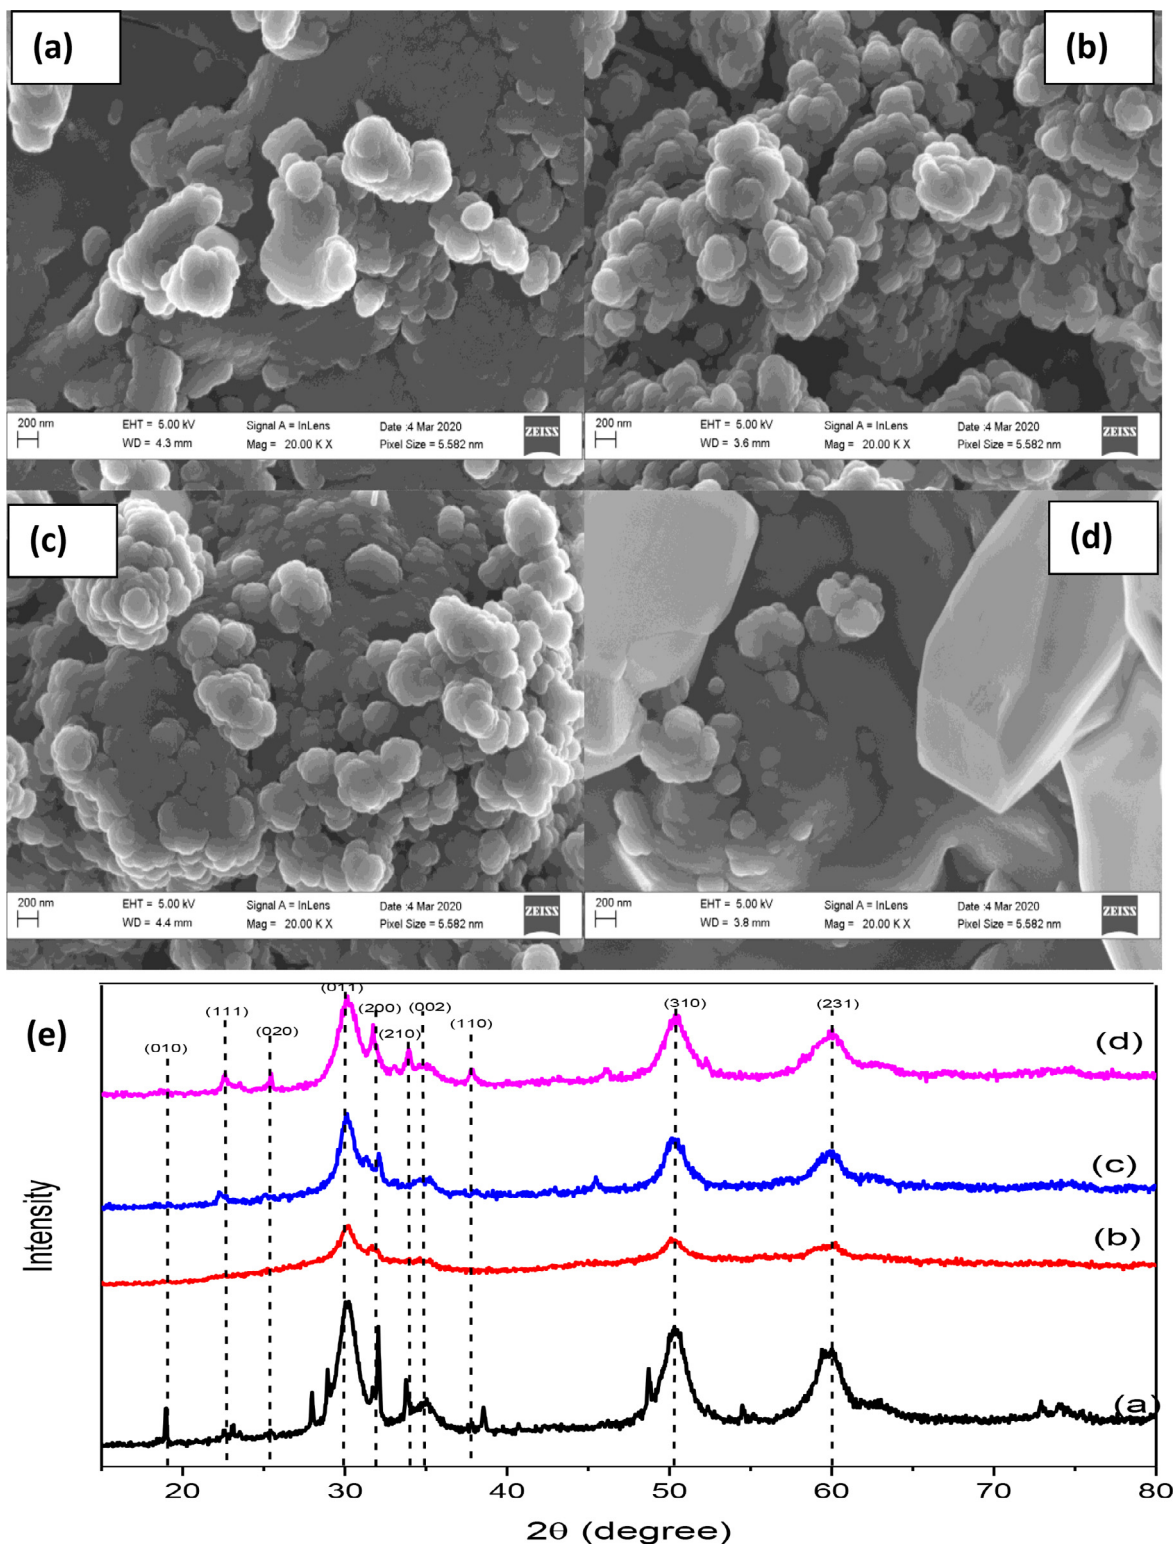 (a)
(b)
200 nm
EHT = 5.00 kV
Signal A = InLens
Date :4 Mar 2020
WD = 4.3 mm
Mag = 20.00 K X
Pixel Size = 5.582 nm
ZEISS
200 nm
EHT = 5.00 kV
Signal A = InLens
Date :4 Mar 2020
WD = 3.6 mm
Mag = 20.00 K X
Pixel Size = 5.582 nm
ZEISS
(c)
(d)
200 nm
EHT = 5.00 kV
Signal A = InLens
Date :4 Mar 2020
WD = 4.4 mm
Mag = 20.00 K X
Pixel Size = 5.582 nm
ZEISS
200 nm
EHT = 5.00 kV
Signal A = InLens
Date :4 Mar 2020
WD = 3.8 mm
Mag = 20.00 K X
Pixel Size = 5.582 nm
ZEISS
(e)
(010)
(111)
(020)
(011)
(200)
(210)
(002)
(110)
(310)
(231)
(d)
(c)
(b)
(a)
Intensity
20 30 40 50 60 70 80
2θ (degree)